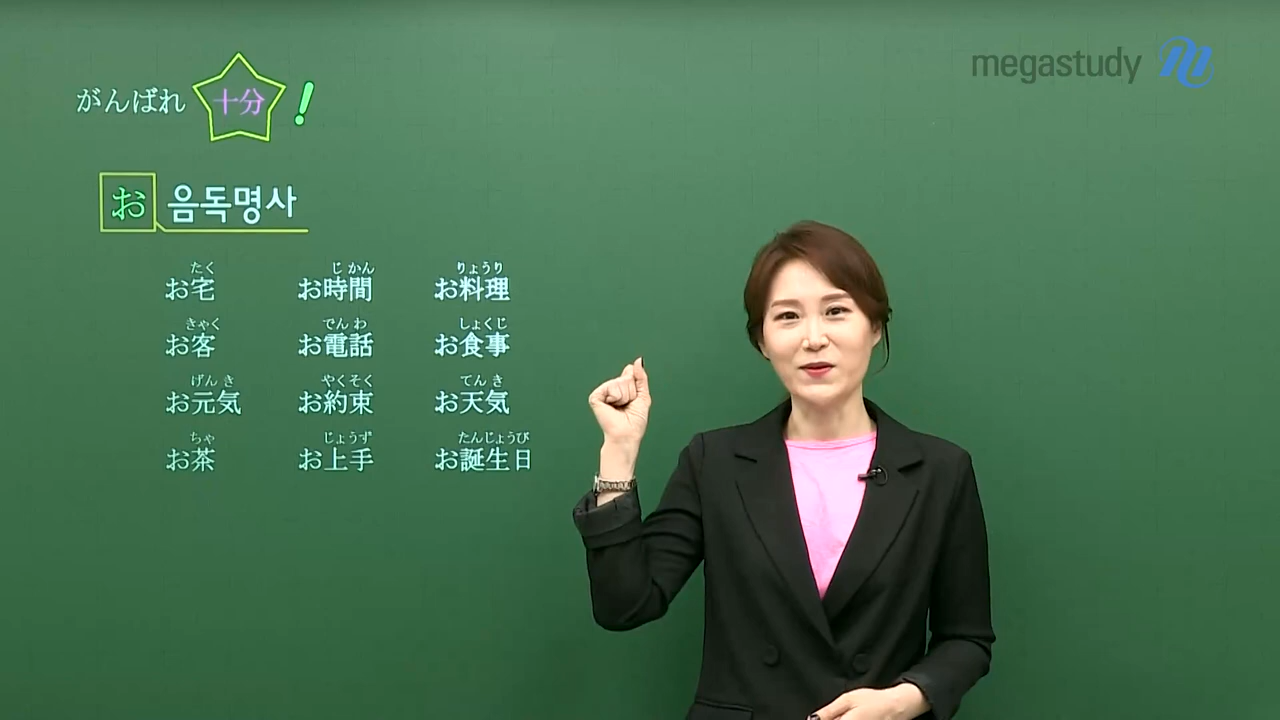 megastudy
がんばれ 十分!
お 음독명사
たく じかん りょうり
お宅 お時間 お料理
きゃく でんわ しょくじ
お客 お電話 お食事
げんき やくそく てんき
お元気 お約束 お天気
ちゃ じょうず たんじょうび
お茶 お上手 お誕生日